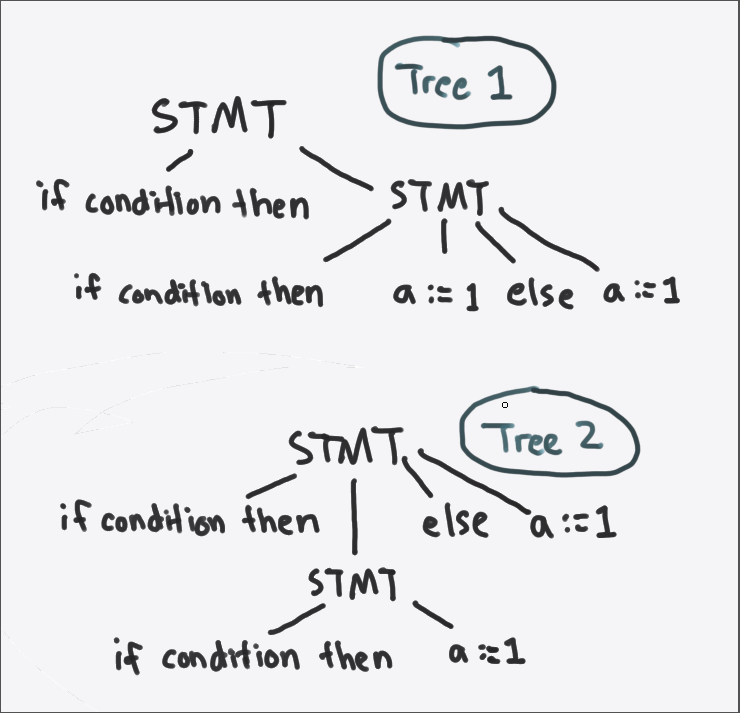 Tree 1
STMT
if condition then STMT
if condition then a := 1 else a := 1
Tree 2
STMT
if condition then else a := 1
STMT
if condition then a := 1